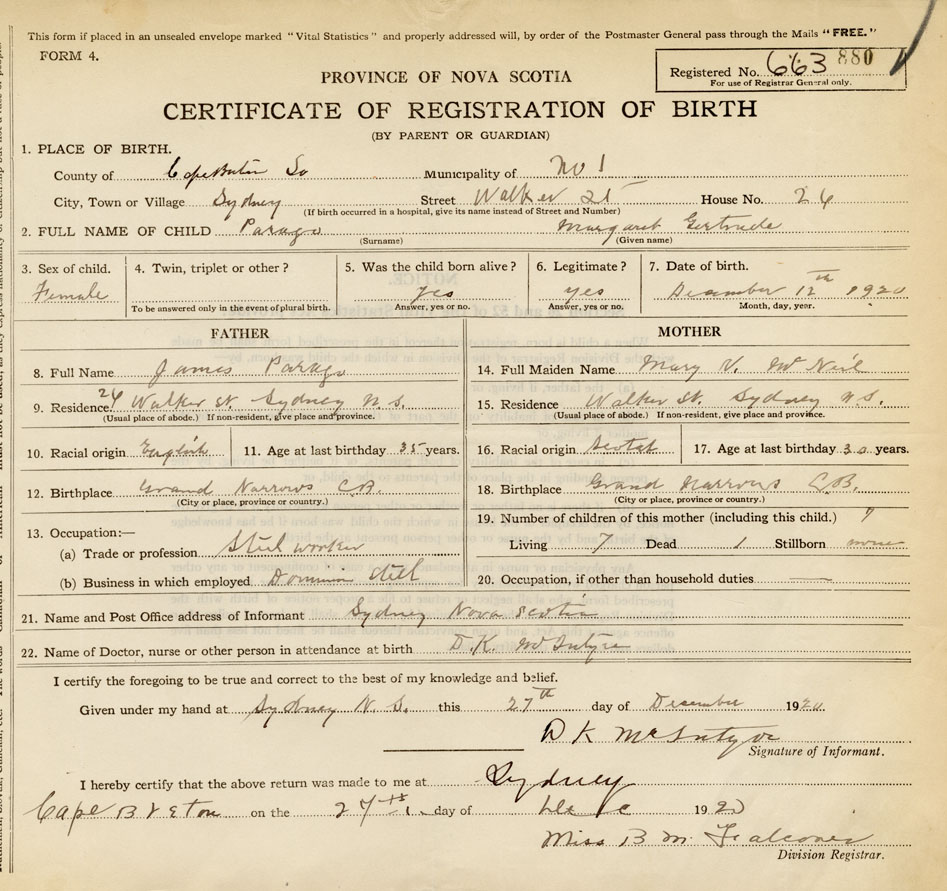 This form if placed in an unsealed envelope marked "Vital Statistics" and properly addressed will, by order of the Postmaster General pass through the Mails "FREE."
FORM 4.
Registered No. 663 880
For use of Registrar General only.
PROVINCE OF NOVA SCOTIA
CERTIFICATE OF REGISTRATION OF BIRTH
(BY PARENT OR GUARDIAN)
1. PLACE OF BIRTH.
County of Cape Breton Co Municipality of No 1
City, Town or Village Sydney Street Walker St House No. 26
(If birth occurred in a hospital, give its name instead of Street and Number)
2. FULL NAME OF CHILD Parago Margaret Gertrude
(Surname) (Given name)
3. Sex of child. 4. Twin, triplet or other? 5. Was the child born alive? 6. Legitimate? 7. Date of birth.
Female yes yes December 12th 1920
To be answered only in the event of plural birth. Answer, yes or no. Answer, yes or no. Month, day, year.
FATHER MOTHER
8. Full Name James Parago 14. Full Maiden Name Mary V. McNeil
9. Residence 26 Walker St. Sydney N.S. 15. Residence Walker St. Sydney N.S.
(Usual place of abode.) If non-resident, give place and province. (Usual place of abode.) If non-resident, give place and province.
10. Racial origin English 11. Age at last birthday 35 years. 16. Racial origin Scotch 17. Age at last birthday 30 years.
12. Birthplace Grand Narrows C.B. 18. Birthplace Grand Narrows C.B.
(City or place, province or country.) (City or place, province or country.)
13. Occupation:— 19. Number of children of this mother (including this child.)
(a) Trade or profession Steel worker Living 7 Dead 1 Stillborn none
(b) Business in which employed Dominion Steel 20. Occupation, if other than household duties
21. Name and Post Office address of Informant Sydney Nova Scotia
22. Name of Doctor, nurse or other person in attendance at birth D.K. McIntyre
I certify the foregoing to be true and correct to the best of my knowledge and belief.
Given under my hand at Sydney N.S. this 27th day of December 1920
D K McIntyre
Signature of Informant.
I hereby certify that the above return was made to me at Sydney
Cape Breton on the 27th day of Dec 1920
Miss B M Falconer
Division Registrar.